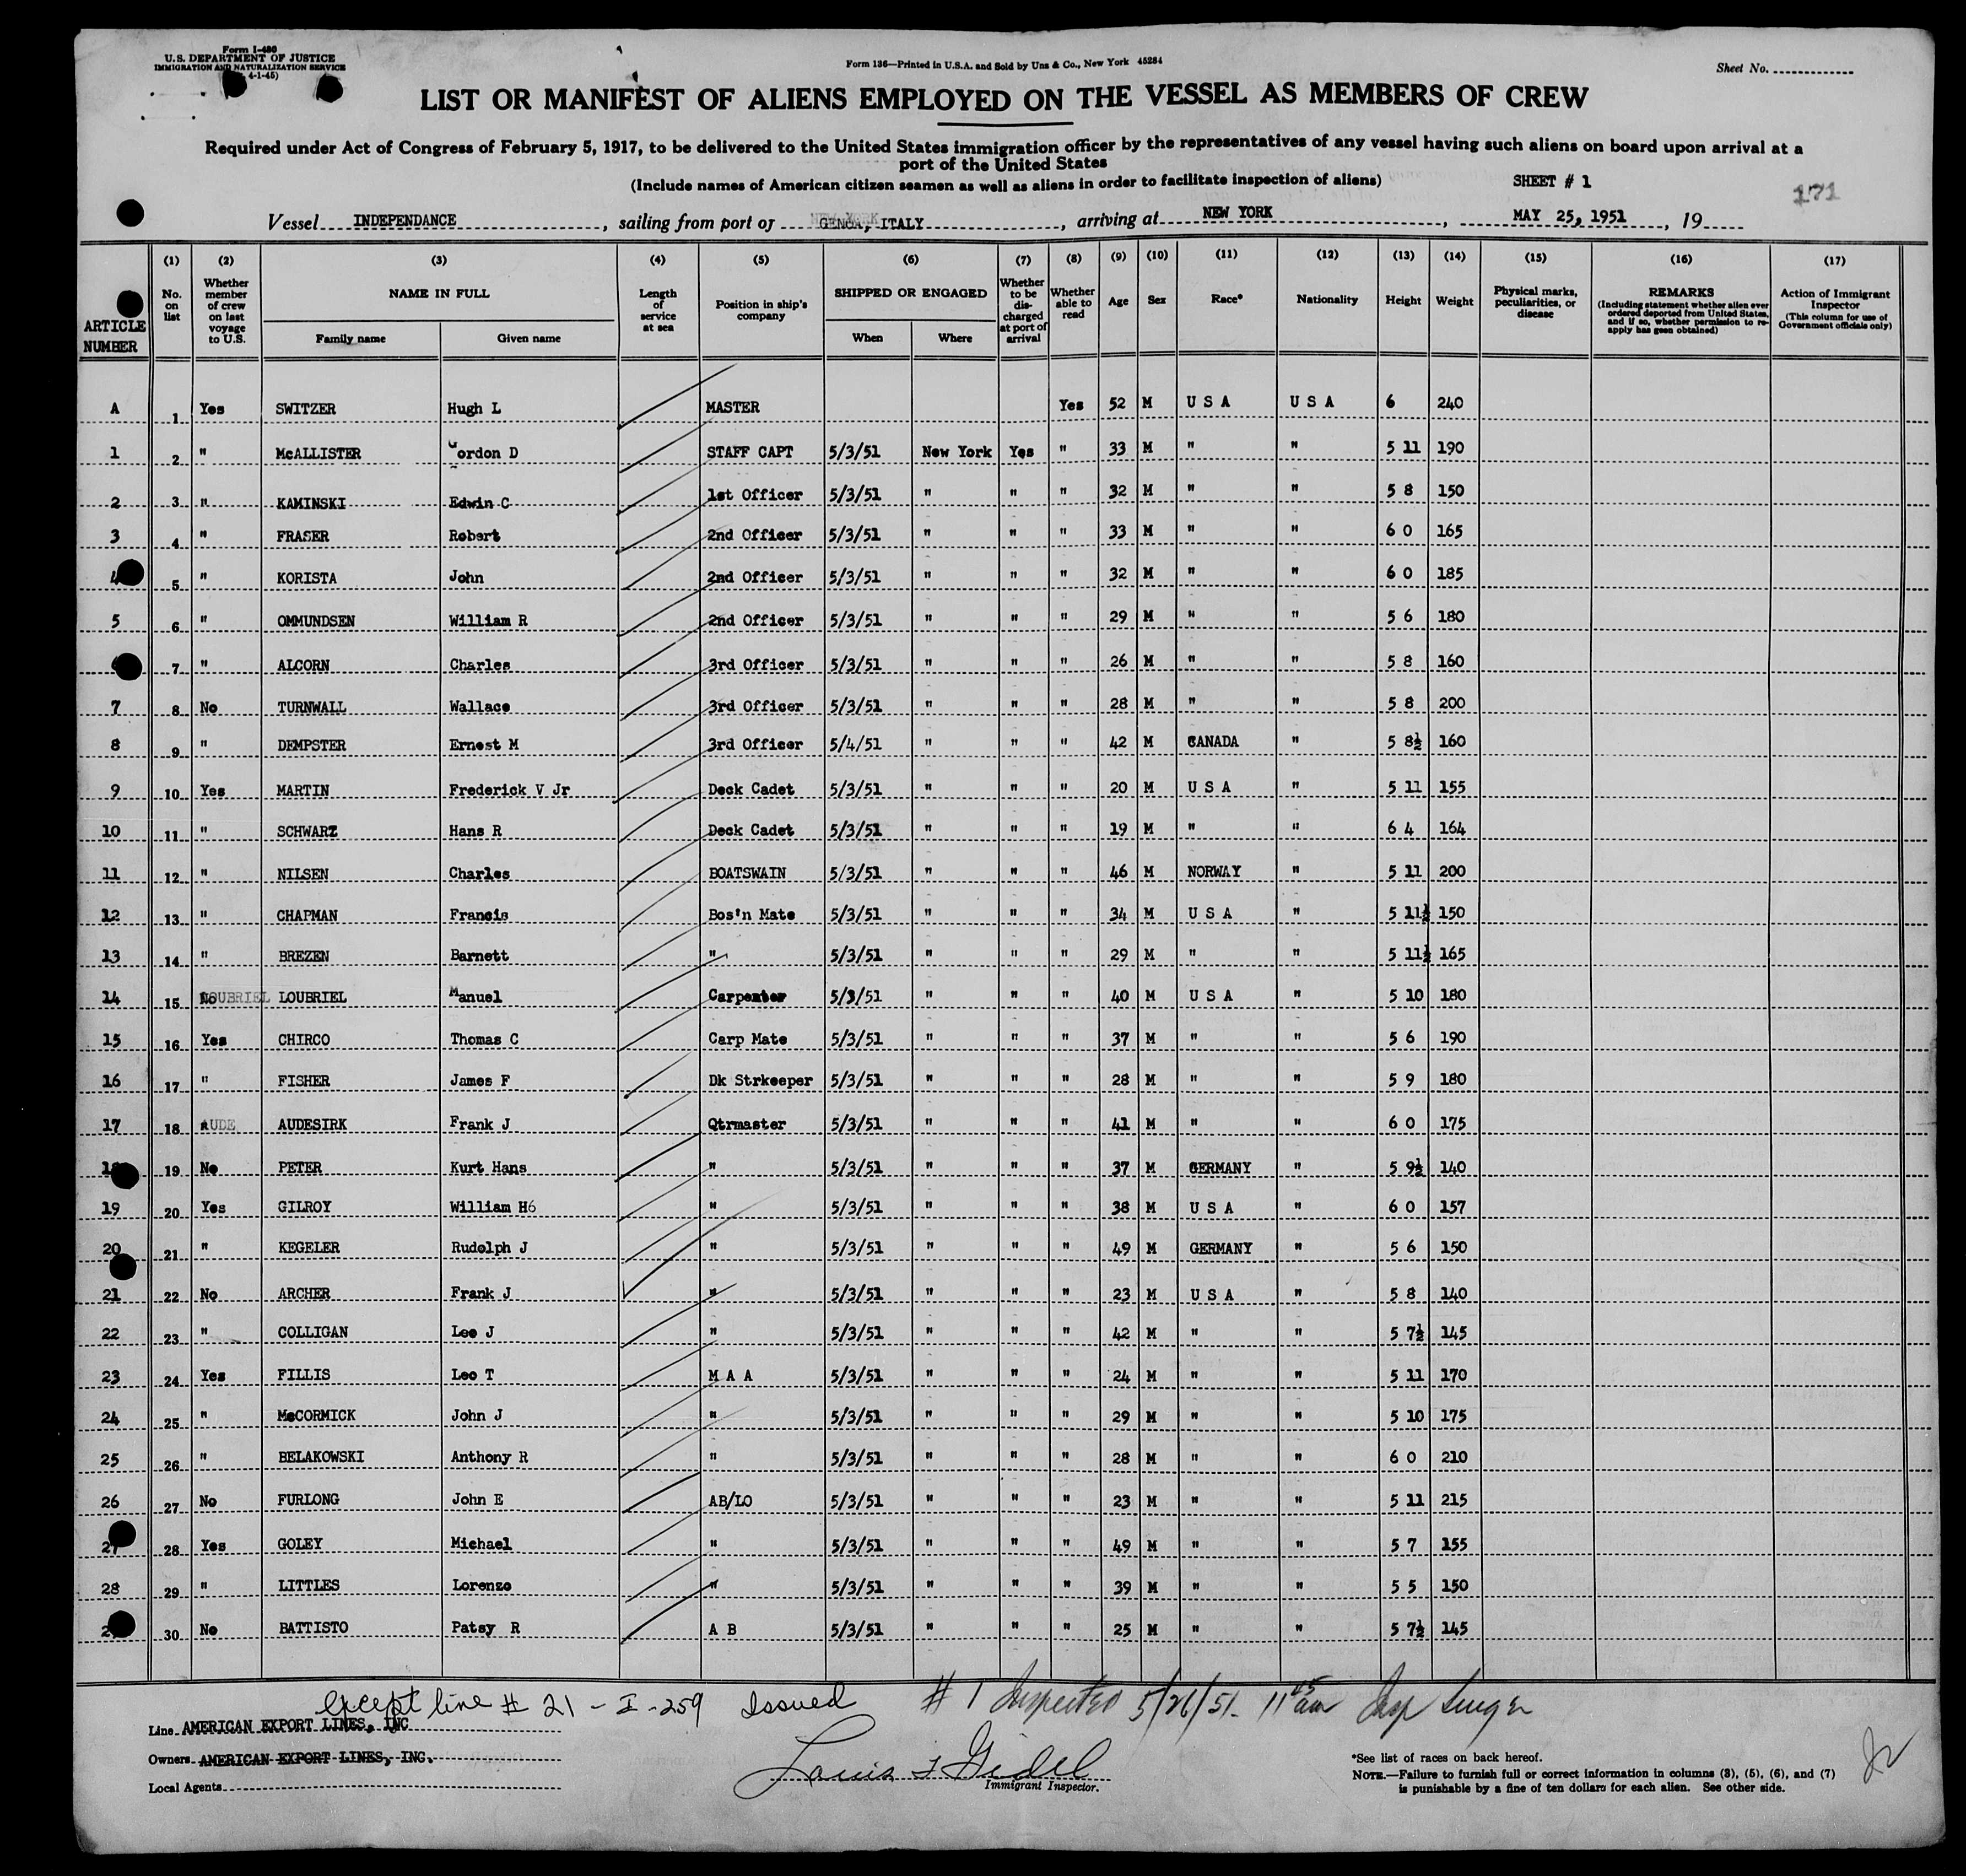 Form I-480
U.S. DEPARTMENT OF JUSTICE
IMMIGRATION AND NATURALIZATION SERVICE
4-1-45)
Form 136—Printed in U.S.A. and Sold by Unz & Co., New York 45284
Sheet No.
LIST OR MANIFEST OF ALIENS EMPLOYED ON THE VESSEL AS MEMBERS OF CREW
Required under Act of Congress of February 5, 1917, to be delivered to the United States immigration officer by the representatives of any vessel having such aliens on board upon arrival at a
port of the United States
(Include names of American citizen seamen as well as aliens in order to facilitate inspection of aliens)
SHEET # 1
171
Vessel INDEPENDANCE, sailing from port of GENOA, ITALY, arriving at NEW YORK, MAY 25, 1951, 19
(1) (2) (3) (4) (5) (6) (7) (8) (9) (10) (11) (12) (13) (14) (15) (16) (17)
ARTICLE NUMBER
No. on list
Whether member of crew on last voyage to U.S.
NAME IN FULL
Family name Given name
Length of service at sea
Position in ship's company
SHIPPED OR ENGAGED
When Where
Whether to be discharged at port of arrival
Whether able to read
Age Sex Race* Nationality Height Weight
Physical marks, peculiarities, or disease
REMARKS
(Including statement whether alien ever ordered deported from United States, and if so, whether permission to reapply has been obtained)
Action of Immigrant Inspector
(This column for use of Government officials only)
A 1 Yes SWITZER Hugh L MASTER Yes 52 M U S A U S A 6 240
1 2 " McALLISTER Gordon D STAFF CAPT 5/3/51 New York Yes " 33 M " " 5 11 190
2 3 " KAMINSKI Edwin C 1st Officer 5/3/51 " " " 32 M " " 5 8 150
3 4 " FRASER Robert 2nd Officer 5/3/51 " " " 33 M " " 6 0 165
4 5 " KORISTA John 2nd Officer 5/3/51 " " " 32 M " " 6 0 185
5 6 " OMMUNDSEN William R 2nd Officer 5/3/51 " " " 29 M " " 5 6 180
7 " ALCORN Charles 3rd Officer 5/3/51 " " " 26 M " " 5 8 160
7 8 No TURNWALL Wallace 3rd Officer 5/3/51 " " " 28 M " " 5 8 200
8 9 " DEMPSTER Ernest M 3rd Officer 5/4/51 " " " 42 M CANADA " 5 8½ 160
9 10 Yes MARTIN Frederick V Jr Deck Cadet 5/3/51 " " " 20 M U S A " 5 11 155
10 11 " SCHWARZ Hans R Deck Cadet 5/3/51 " " " 19 M " " 6 4 164
11 12 " NILSEN Charles BOATSWAIN 5/3/51 " " " 46 M NORWAY " 5 11 200
12 13 " CHAPMAN Francis Bos'n Mate 5/3/51 " " " 34 M U S A " 5 11½ 150
13 14 " BREZEN Barnett " 5/3/51 " " " 29 M " " 5 11½ 165
14 15 No LOUBRIEL Manuel Carpenter 5/3/51 " " " 40 M U S A " 5 10 180
15 16 Yes CHIRCO Thomas C Carp Mate 5/3/51 " " " 37 M " " 5 6 190
16 17 " FISHER James F Dk Strkeeper 5/3/51 " " " 28 M " " 5 9 180
17 18 AUDESIRK Frank J Qtrmaster 5/3/51 " " " 41 M " " 6 0 175
19 No PETER Kurt Hans " 5/3/51 " " " 37 M GERMANY " 5 9½ 140
19 20 Yes GILROY William H6 " 5/3/51 " " " 38 M U S A " 6 0 157
20 21 " KEGELER Rudolph J " 5/3/51 " " " 49 M GERMANY " 5 6 150
21 22 No ARCHER Frank J " 5/3/51 " " " 23 M U S A " 5 8 140
22 23 " COLLIGAN Lee J " 5/3/51 " " " 42 M " " 5 7½ 145
23 24 Yes FILLIS Leo T M A A 5/3/51 " " " 24 M " " 5 11 170
24 25 " McCORMICK John J " 5/3/51 " " " 29 M " " 5 10 175
25 26 " BELAKOWSKI Anthony R " 5/3/51 " " " 28 M " " 6 0 210
26 27 No FURLONG John E AB/LO 5/3/51 " " " 23 M " " 5 11 215
27 28 Yes GOLEY Michael " 5/3/51 " " " 49 M " " 5 7 155
28 29 " LITTLES Lorenzo " 5/3/51 " " " 39 M " " 5 5 150
30 No BATTISTO Patsy R A B 5/3/51 " " " 25 M " " 5 7½ 145
except line # 21 - I-259 Issued # 1 Inspected 5/26/51 - 11 45 am Insp
Line AMERICAN EXPORT LINES, INC
Owners AMERICAN EXPORT LINES, INC.
Local Agents
Louis
Immigrant Inspector.
*See list of races on back hereof.
NOTE.—Failure to furnish full or correct information in columns (3), (5), (6), and (7)
is punishable by a fine of ten dollars for each alien. See other side.